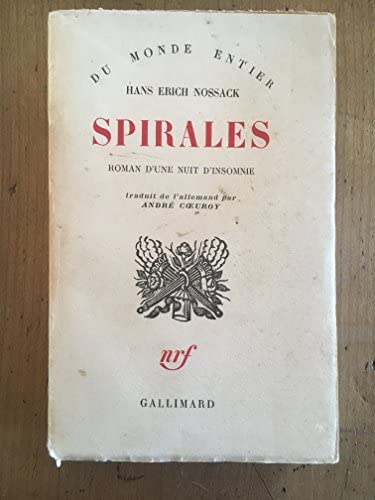 DU MONDE ENTIER
HANS ERICH NOSSACK
SPIRALES
ROMAN D'UNE NUIT D'INSOMNIE
traduit de l'allemand par
ANDRÉ CŒUROY
nrf
GALLIMARD